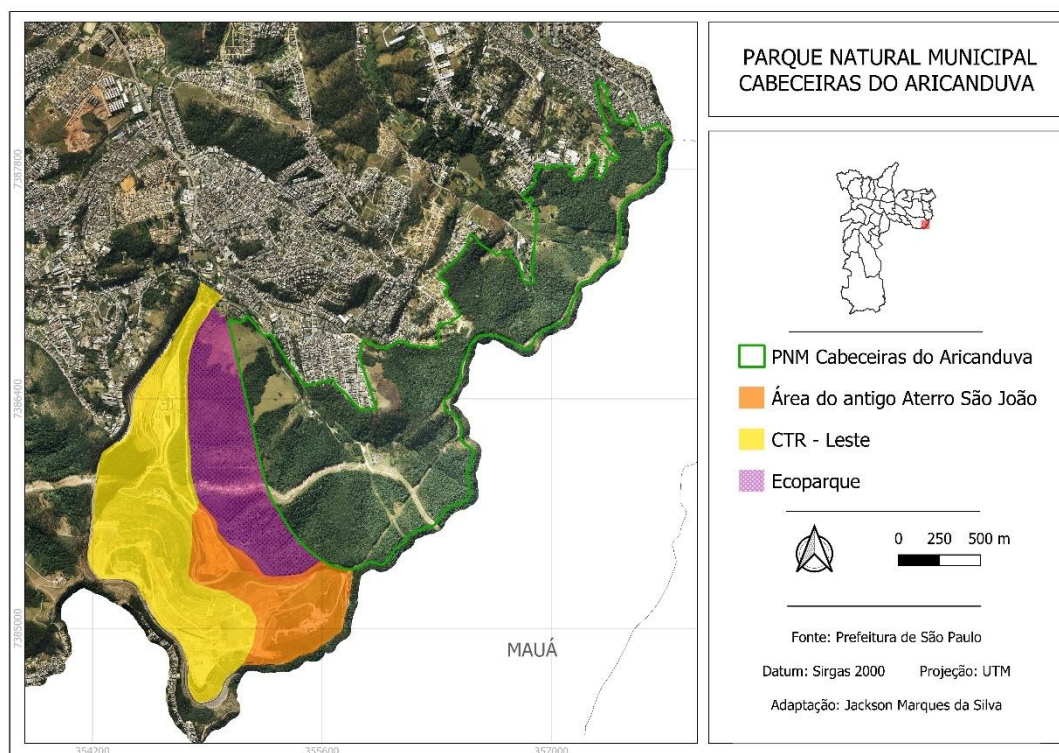 PARQUE NATURAL MUNICIPAL
CABECEIRAS DO ARICANDUVA
7387800
7386400
7385000
354200
355600
357000
MAUÁ
PNM Cabeceiras do Aricanduva
Área do antigo Aterro São João
CTR - Leste
Ecoparque
0 250 500 m
Fonte: Prefeitura de São Paulo
Datum: Sirgas 2000 Projeção: UTM
Adaptação: Jackson Marques da Silva